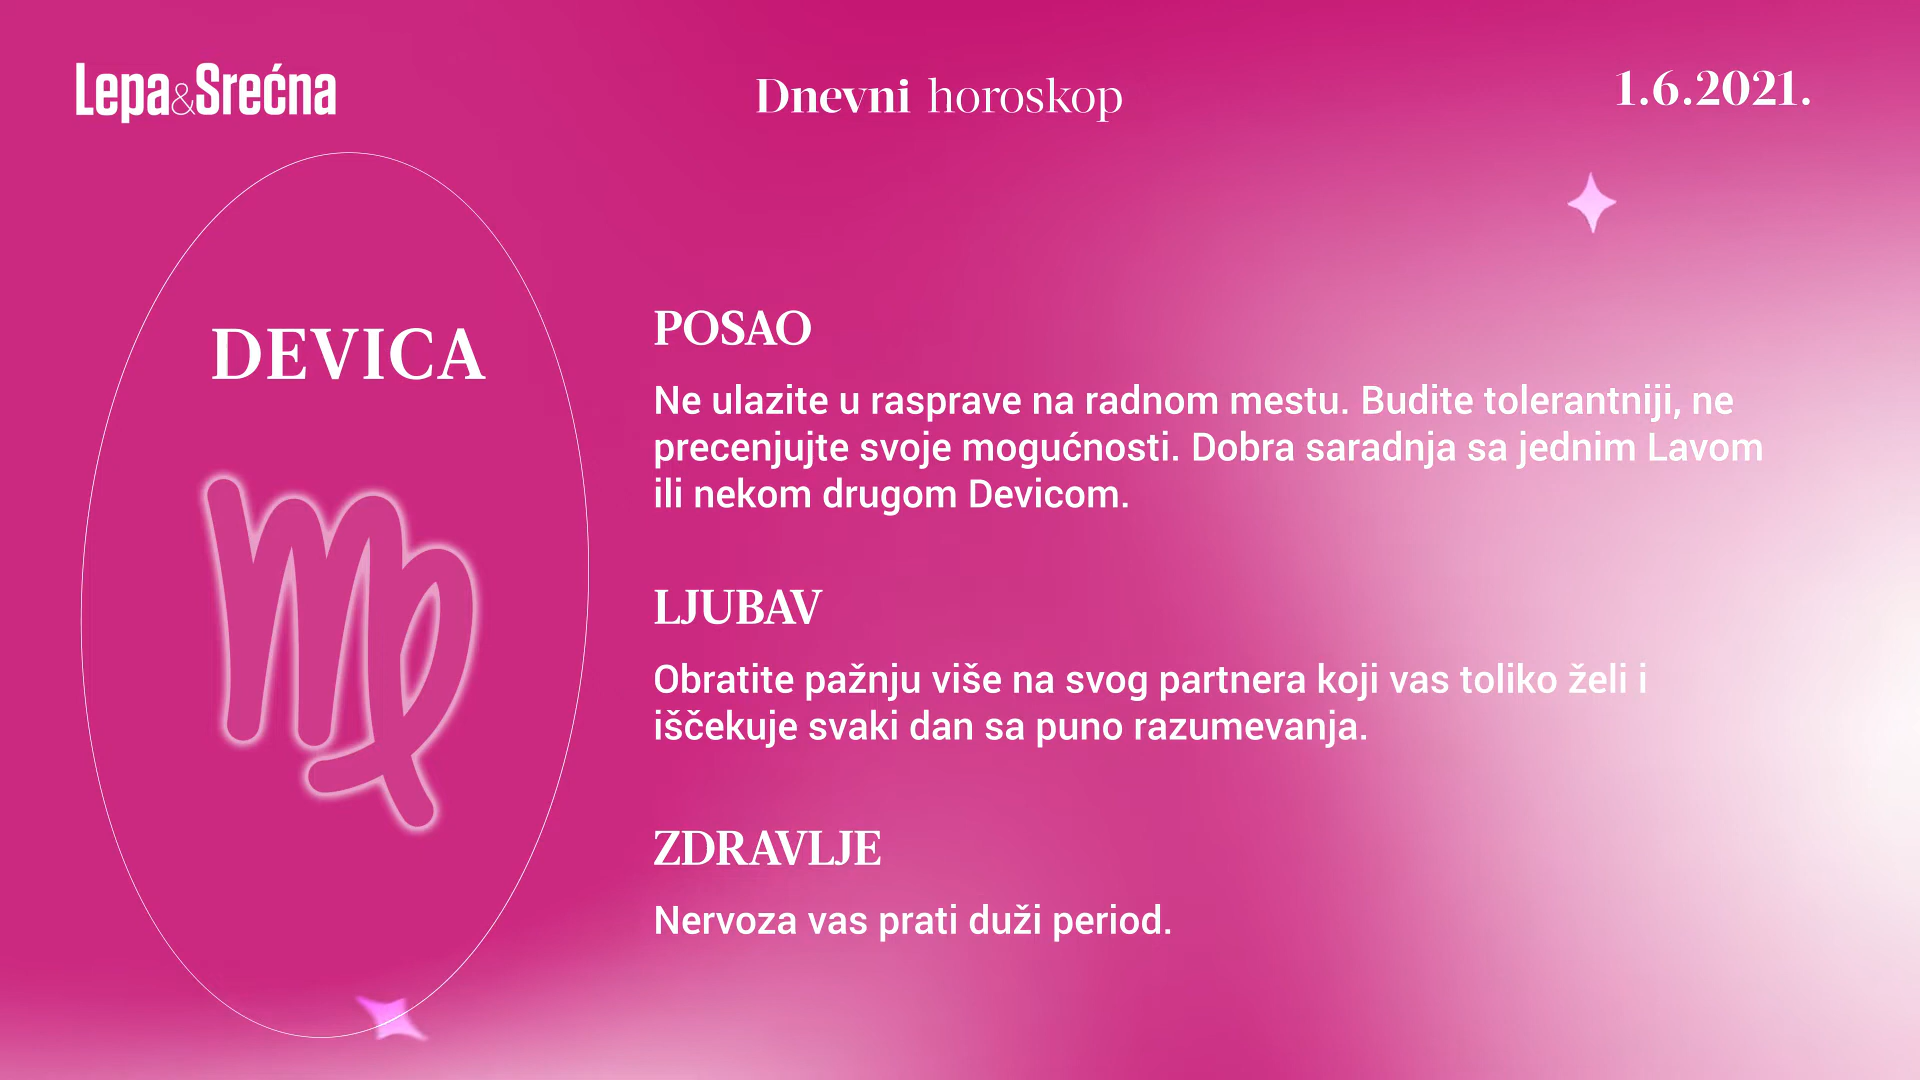 Lepa&Srećna
Dnevni horoskop
1.6.2021.
DEVICA
POSAO
Ne ulazite u rasprave na radnom mestu. Budite tolerantniji, ne
precenjujte svoje mogućnosti. Dobra saradnja sa jednim Lavom
ili nekom drugom Devicom.
LJUBAV
Obratite pažnju više na svog partnera koji vas toliko želi i
iščekuje svaki dan sa puno razumevanja.
ZDRAVLJE
Nervoza vas prati duži period.